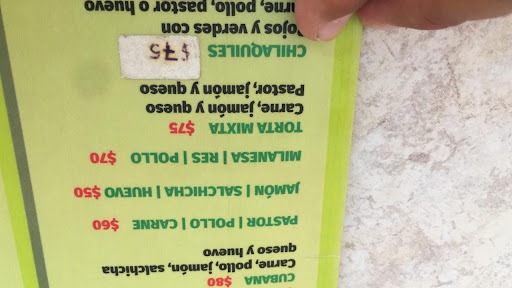 CUBANA $80
Carne, pollo, jamón, salchicha
queso y huevo
PASTOR | POLLO | CARNE $60
JAMÓN | SALCHICHA | HUEVO $50
MILANESA | RES | POLLO $70
TORTA MIXTA $75
Carne, jamón y queso
Pastor, jamón y queso
CHILAQUILES $75
Rojos y verdes con
Carne, pollo, pastor o huevo